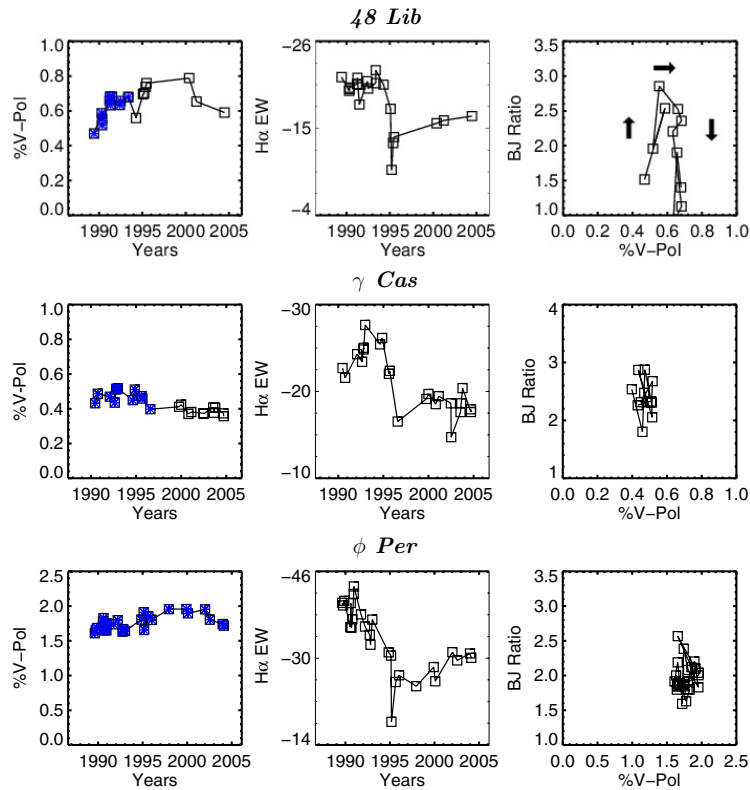 48 Lib
%V-Pol
1.0
0.8
0.6
0.4
0.2
0.0
1990 1995 2000 2005
Years
Hα EW
-26
-15
-4
1990 1995 2000 2005
Years
BJ Ratio
3.5
3.0
2.5
2.0
1.5
1.0
0.0 0.2 0.4 0.6 0.8 1.0
%V-Pol
γ Cas
%V-Pol
1.0
0.8
0.6
0.4
0.2
0.0
1990 1995 2000 2005
Years
Hα EW
-30
-20
-10
1990 1995 2000 2005
Years
BJ Ratio
4
3
2
1
0.0 0.2 0.4 0.6 0.8 1.0
%V-Pol
ϕ Per
%V-Pol
2.5
2.0
1.5
1.0
0.5
0.0
1990 1995 2000 2005
Years
Hα EW
-46
-30
-14
1990 1995 2000 2005
Years
BJ Ratio
3.5
3.0
2.5
2.0
1.5
1.0
0.0 0.5 1.0 1.5 2.0 2.5
%V-Pol